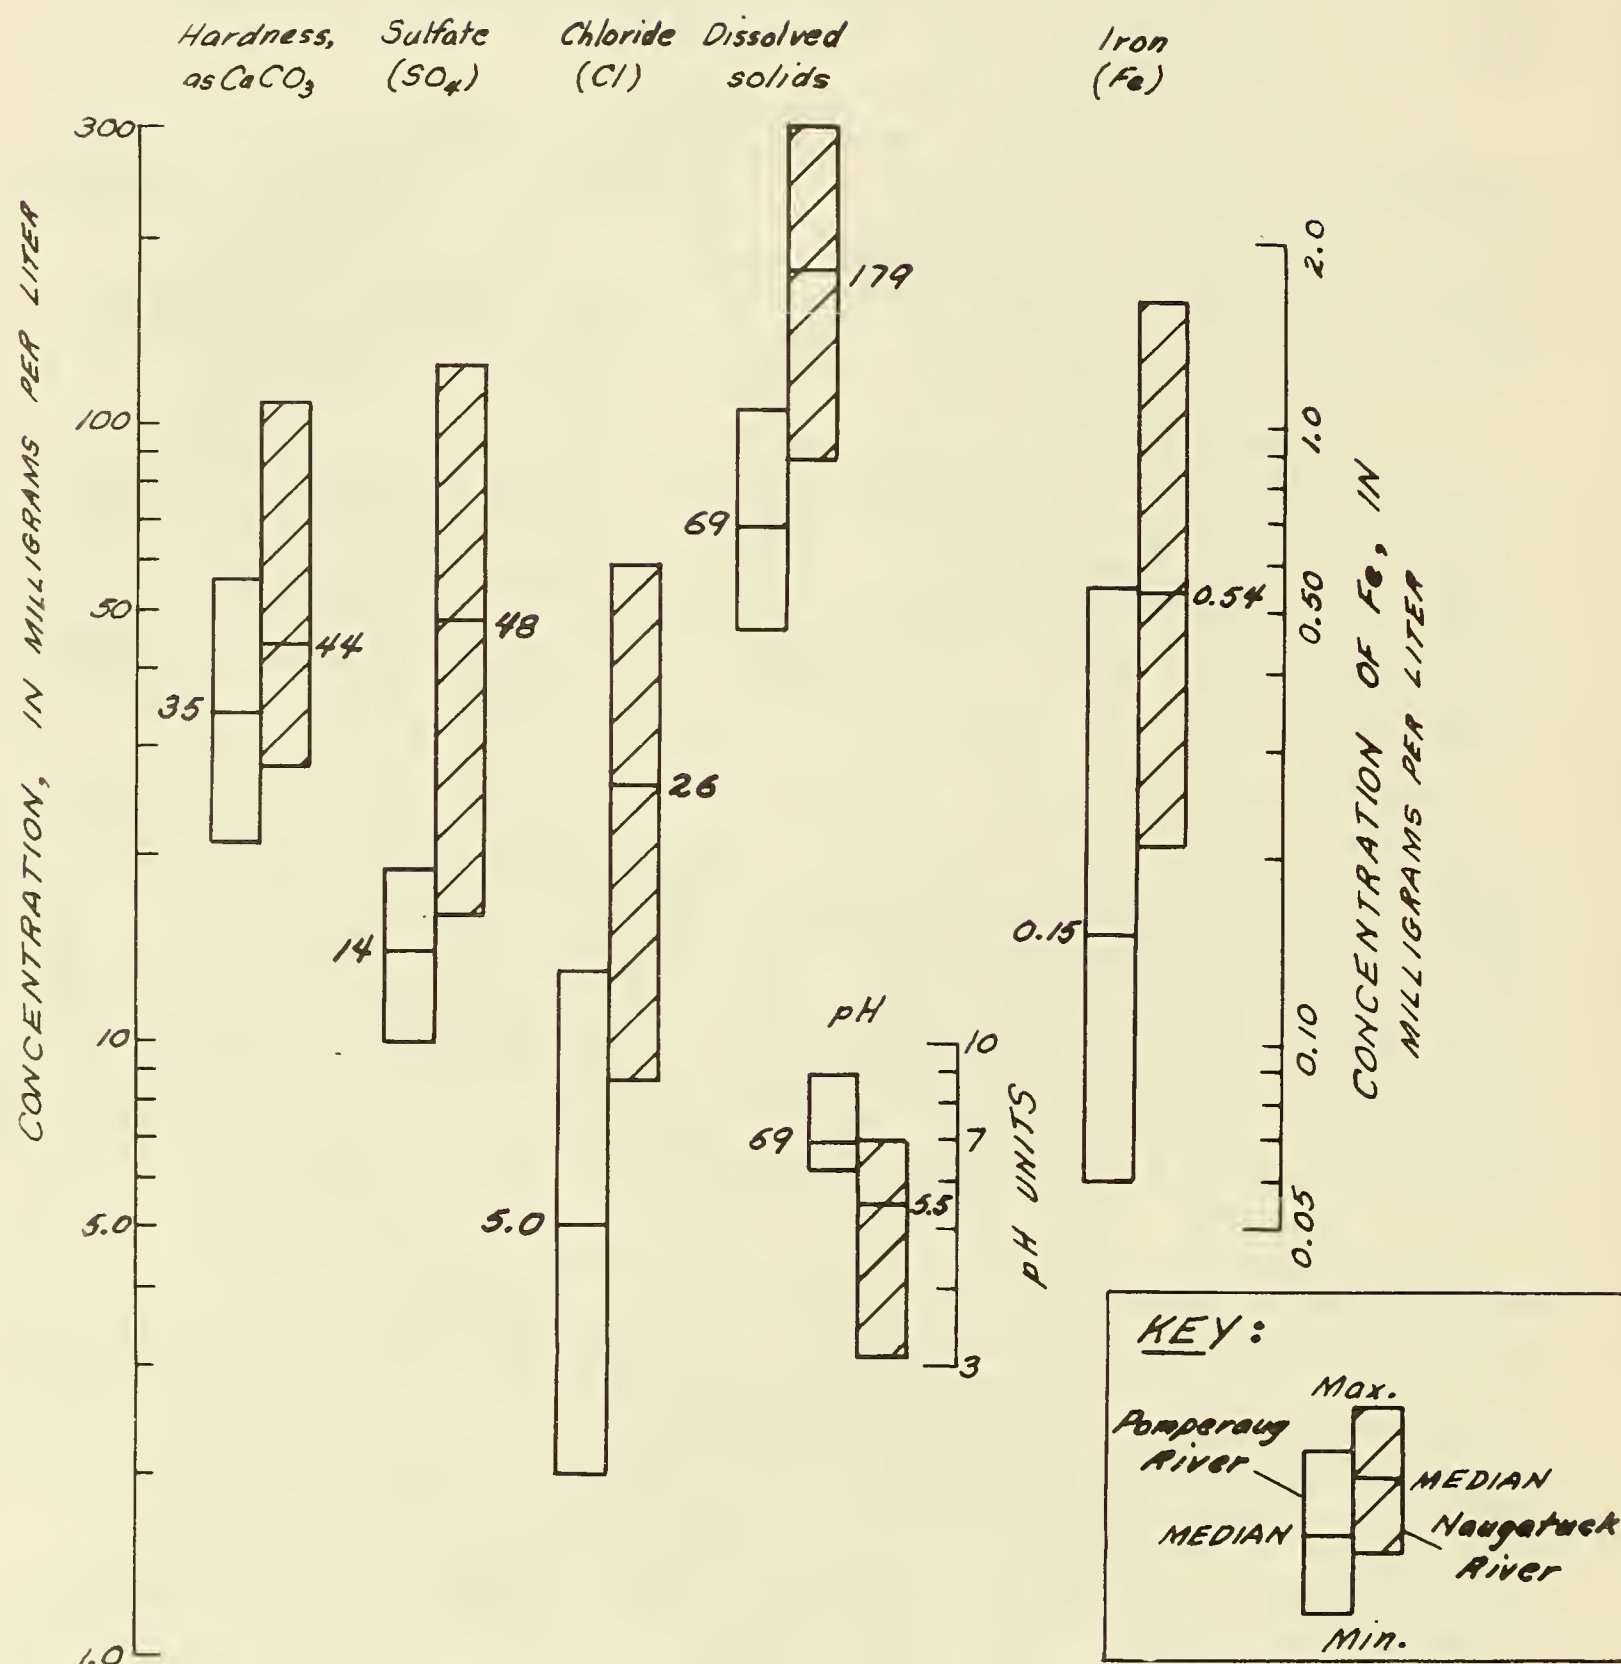 Hardness,
as CaCO3
Sulfate
(SO4)
Chloride
(Cl)
Dissolved
solids
Iron
(Fe)
CONCENTRATION, IN MILLIGRAMS PER LITER
300
100
50
10
5.0
1.0
35
44
14
48
5.0
26
69
179
0.15
0.54
pH
69
5.5
10
7
3
pH UNITS
2.0
1.0
0.50
0.10
0.05
CONCENTRATION OF Fe, IN
MILLIGRAMS PER LITER
KEY:
Max.
Pomperaug
River
MEDIAN
MEDIAN
Naugatuck
River
Min.